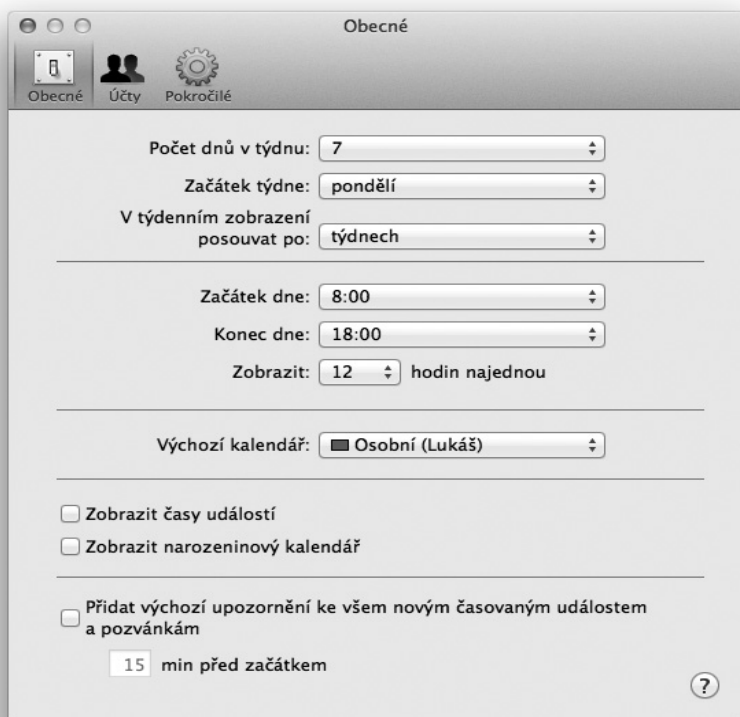 Obecné
Obecné Účty Pokročilé
Počet dnů v týdnu: 7
Začátek týdne: pondělí
V týdenním zobrazení
posouvat po: týdnech
Začátek dne: 8:00
Konec dne: 18:00
Zobrazit: 12 hodin najednou
Výchozí kalendář: Osobní (Lukáš)
Zobrazit časy událostí
Zobrazit narozeninový kalendář
Přidat výchozí upozornění ke všem novým časovaným událostem
a pozvánkám
15 min před začátkem
?